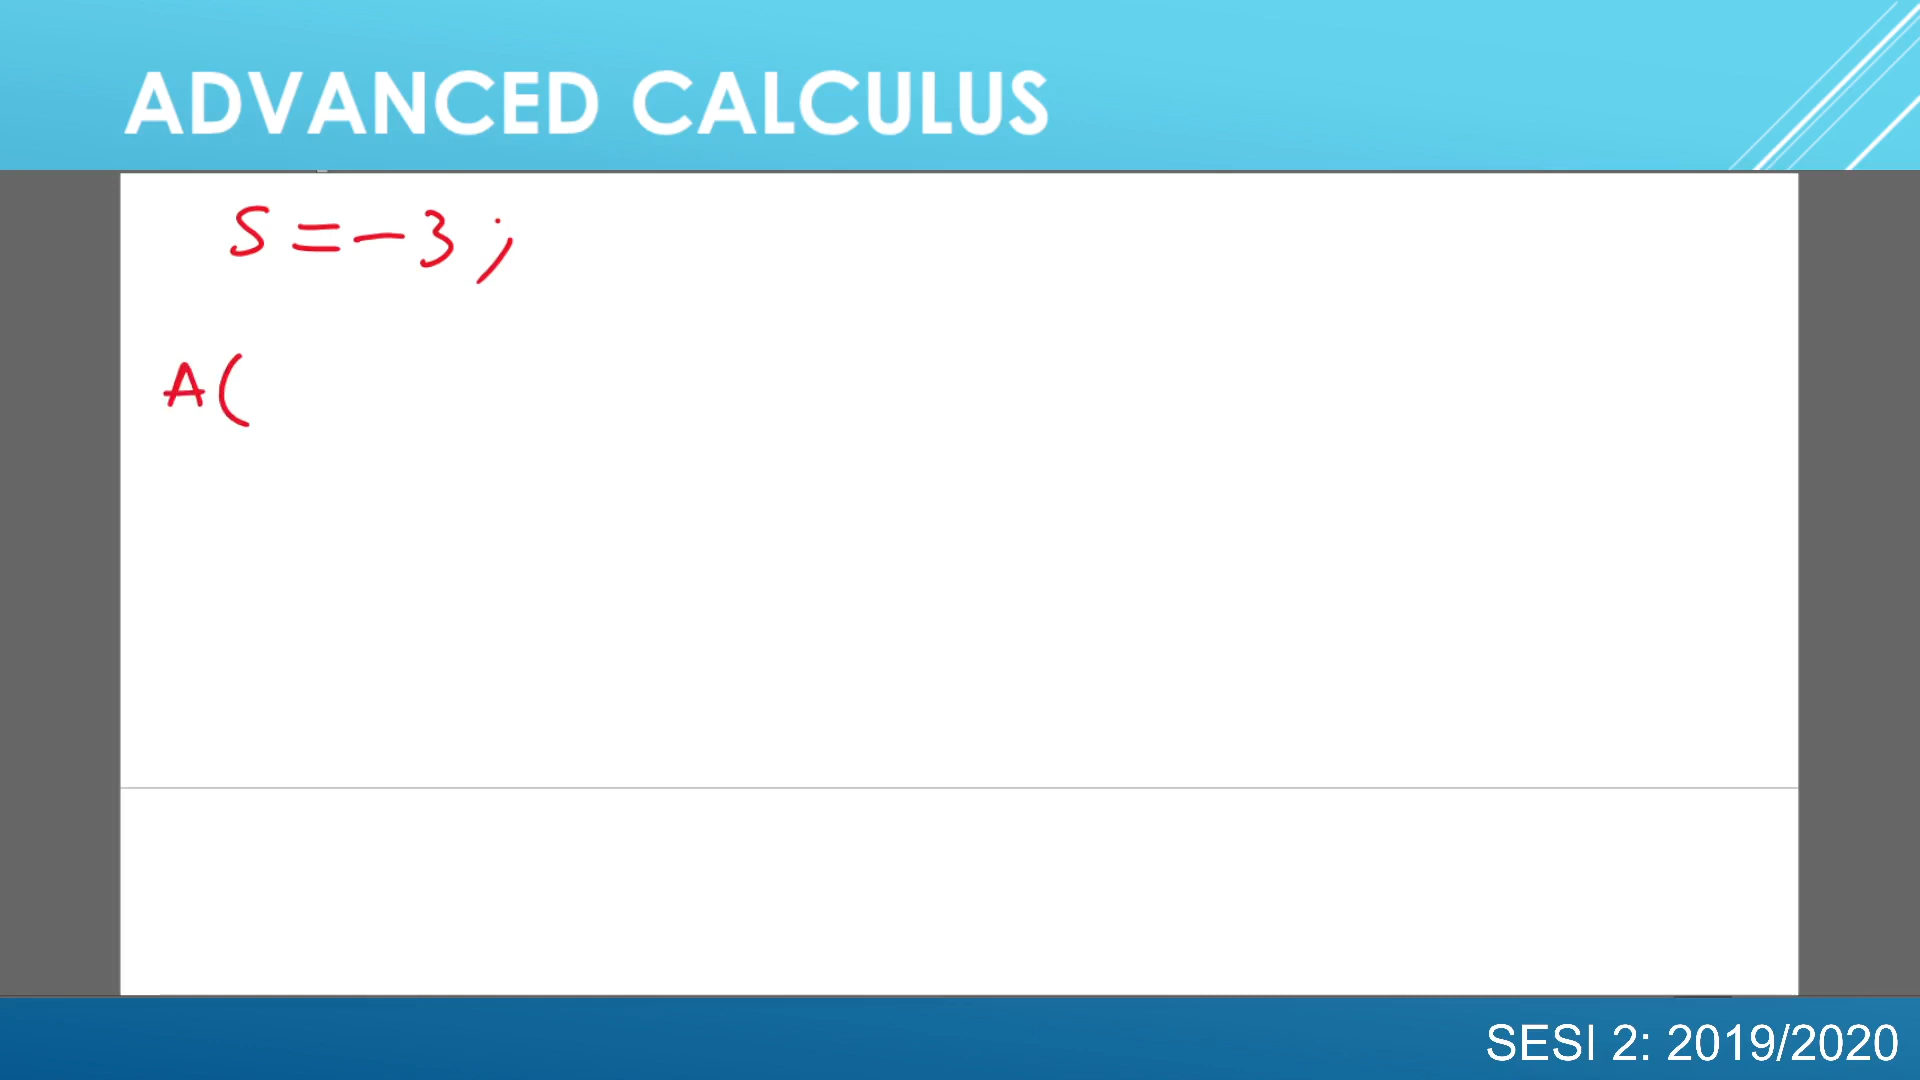 ADVANCED CALCULUS
S = -3 ;
A(
SESI 2: 2019/2020